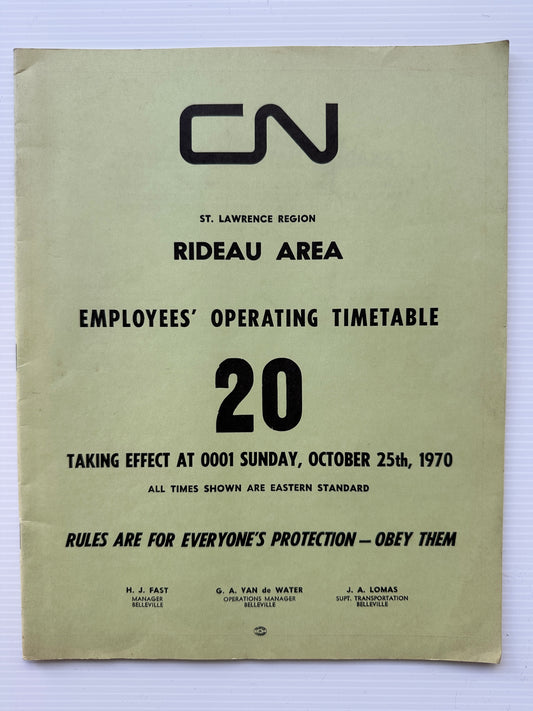 CN
ST. LAWRENCE REGION
RIDEAU AREA
EMPLOYEES' OPERATING TIMETABLE
20
TAKING EFFECT AT 0001 SUNDAY, OCTOBER 25th, 1970
ALL TIMES SHOWN ARE EASTERN STANDARD
RULES ARE FOR EVERYONE'S PROTECTION — OBEY THEM
H. J. FAST
MANAGER
BELLEVILLE
G. A. VAN de WATER
OPERATIONS MANAGER
BELLEVILLE
J. A. LOMAS
SUPT. TRANSPORTATION
BELLEVILLE